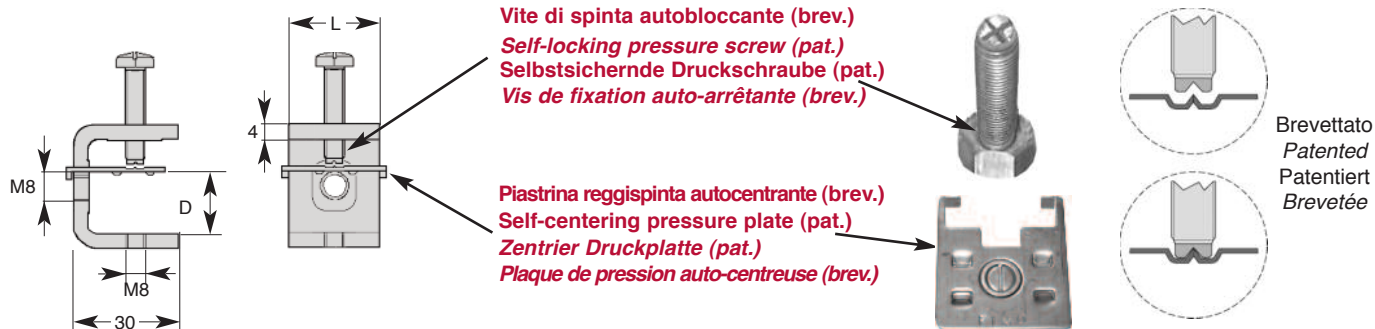 L
4
M8
D
M8
30
Vite di spinta autobloccante (brev.)
Self-locking pressure screw (pat.)
Selbstsichernde Druckschraube (pat.)
Vis de fixation auto-arrêtante (brev.)
Piastrina reggispinta autocentrante (brev.)
Self-centering pressure plate (pat.)
Zentrier Druckplatte (pat.)
Plaque de pression auto-centreuse (brev.)
Brevettato
Patented
Patentiert
Brevetée